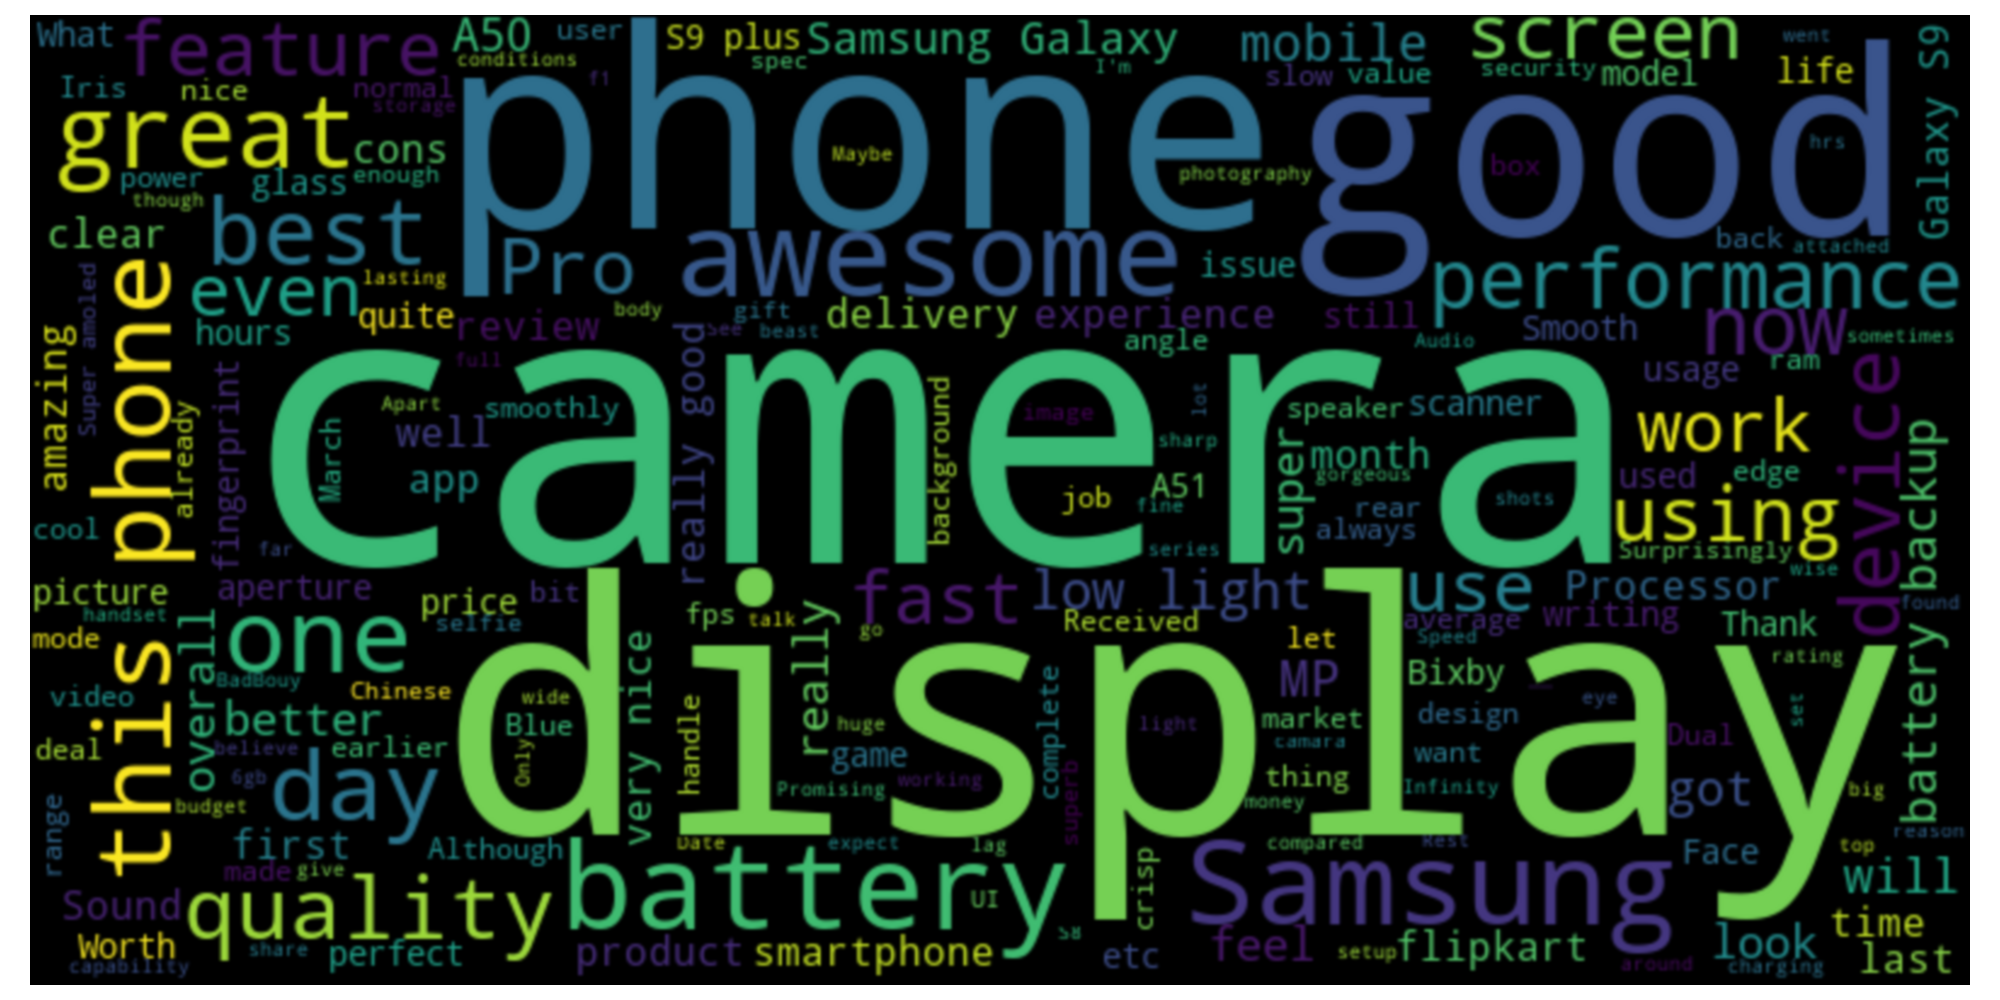 What
feature
A50
user
S9 plus
Samsung Galaxy
mobile
screen
went
Galaxy S9
conditions
spec
I'm
slow
value
security
model
life
Iris
nice
normal
storage
f1
phone
good
great
cons
Maybe
photography
box
hrs
power
glass
enough
though
best
clear
Pro
awesome
issue
back
attached
performance
even
lasting
this phone
hours
quite
review
body
gift
See
beast
delivery
experience
still
Smooth
now
sometimes
amazing
Super amoled
already
fingerprint
full
really good
angle
Audio
usage
ram
device
camera
March
Apart
smoothly
well
app
background
image
lot
sharp
speaker
scanner
work
super
month
gorgeous
used
edge
battery backup
job
A51
fine
shots
rear
always
using
cool
far
series
Surprisingly
wise
picture
aperture
price
bit
fps
talk
really
fast
go
low light
use
Processor
found
handset
overall
one
selfie
Received
average
writing
Thank
mode
very nice
let
Speed
rating
BadBouy
MP
Bixby
video
Chinese
wide
display
complete
eye
set
better
Blue
handle
huge
light
market
design
Dual
deal
believe
earlier
Only
game
camara
want
day
6gb
working
thing
Infinity
got
big
budget
Promising
superb
money
range
first
Although
Date
expect
lag
compared
Rest
Face
reason
top
made
give
battery
crisp
Samsung
will
Sound
quality
UI
time
Worth
share
perfect
product
smartphone
S8
etc
feel
setup
flipkart
look
last
capability
around
charging